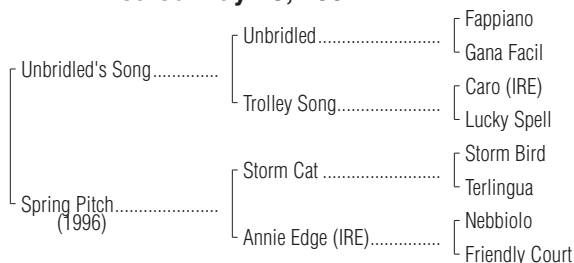 Fappiano
Unbridled..............................
Gana Facil
Unbridled's Song...............
Caro (IRE)
Trolley Song.........................
Lucky Spell
Storm Bird
Storm Cat .............................
Terlingua
Spring Pitch........................
(1996)
Nebbiolo
Annie Edge (IRE).................
Friendly Court